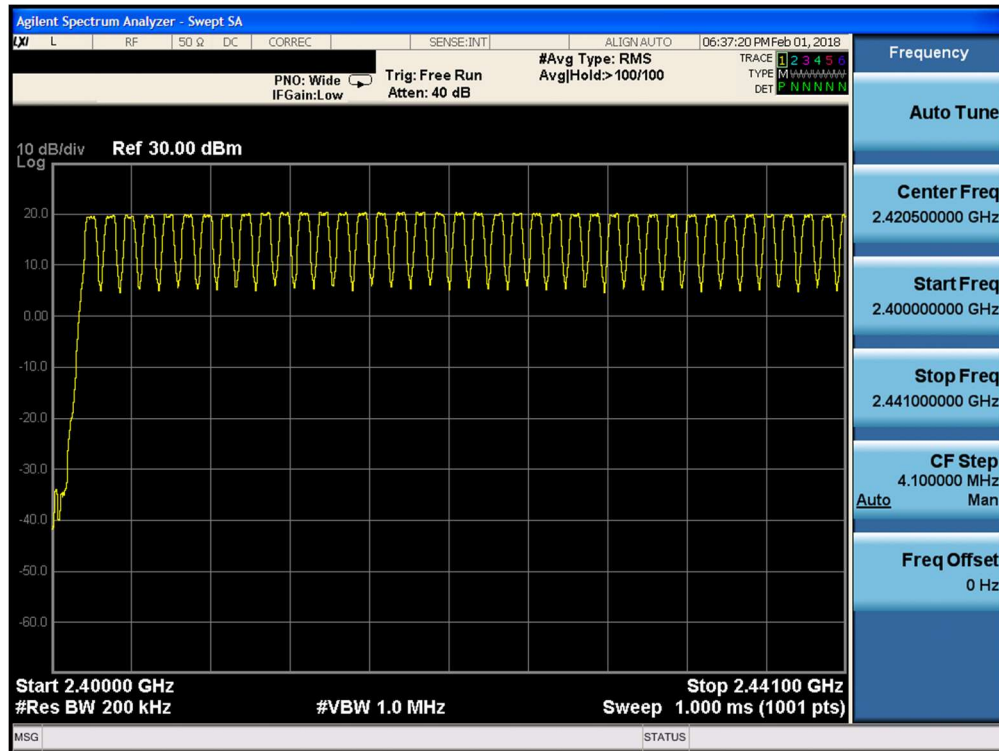 Agilent Spectrum Analyzer - Swept SA
LXI L RF 50 Ω DC CORREC SENSE:INT ALIGN AUTO 06:37:20 PM Feb 01, 2018
PNO: Wide
IFGain:Low
Trig: Free Run
Atten: 40 dB
#Avg Type: RMS
Avg|Hold:> 100/100
TRACE 1 2 3 4 5 6
TYPE M WWWWW
DET P N N N N N
10 dB/div
Log
Ref 30.00 dBm
20.0
10.0
0.00
-10.0
-20.0
-30.0
-40.0
-50.0
-60.0
Start 2.40000 GHz
#Res BW 200 kHz
#VBW 1.0 MHz
Stop 2.44100 GHz
Sweep 1.000 ms (1001 pts)
MSG
STATUS
Frequency
Auto Tune
Center Freq
2.420500000 GHz
Start Freq
2.400000000 GHz
Stop Freq
2.441000000 GHz
CF Step
4.100000 MHz
Auto Man
Freq Offset
0 Hz